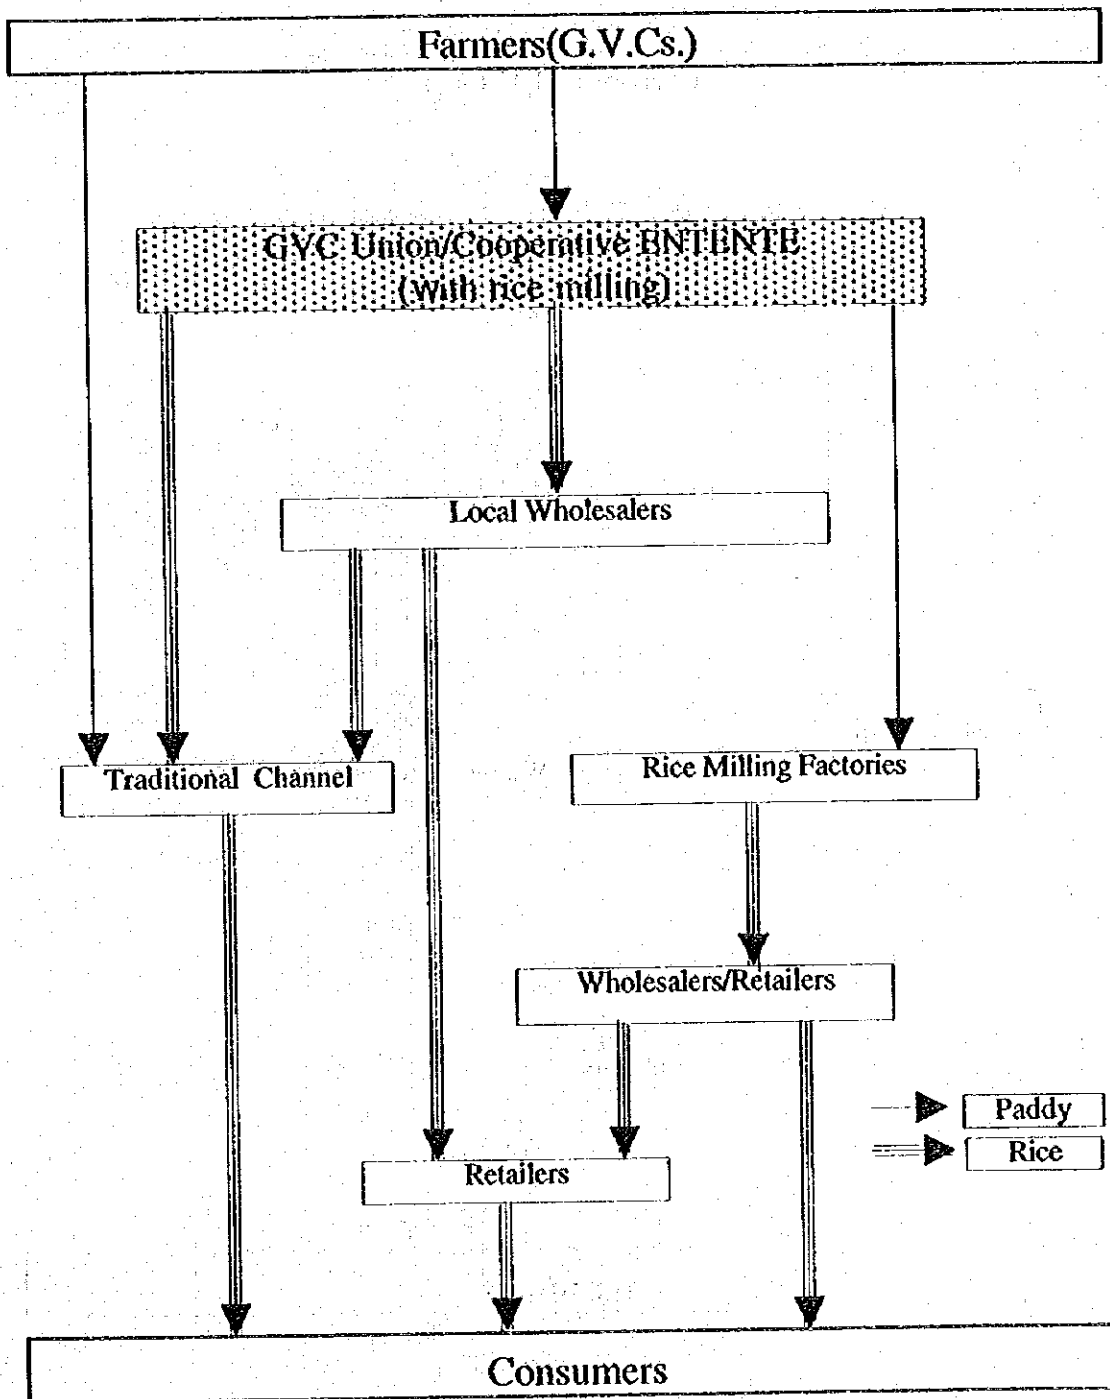 Farmers(G.V.Cs.)
GVC Union/Cooperative ENTENTE
(with rice milling)
Local Wholesalers
Traditional Channel
Rice Milling Factories
Wholesalers/Retailers
Paddy
Rice
Retailers
Consumers